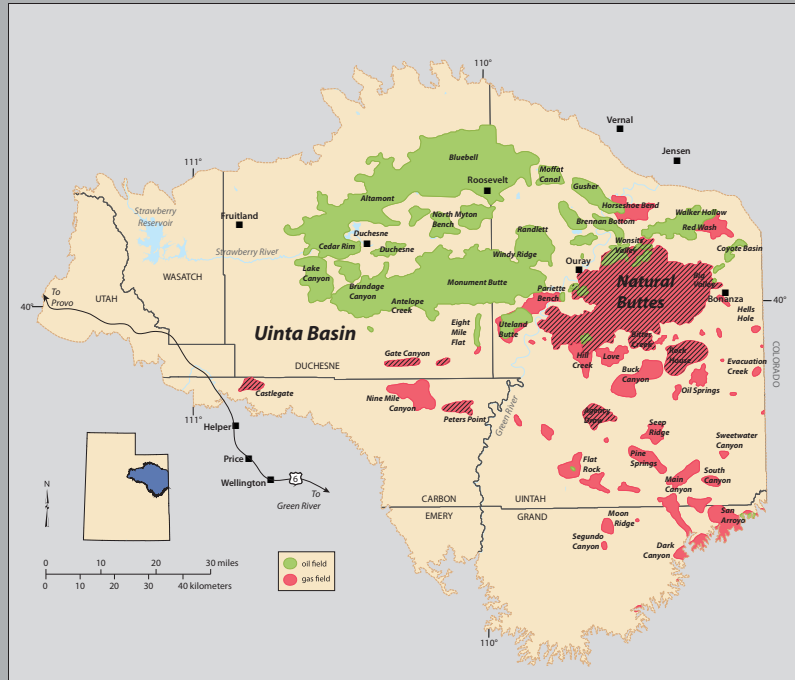 110°
Vernal
Jensen
111°
Bluebell
Moffat
Canal
Roosevelt
Gusher
Altamont
Horseshoe Bend
Strawberry
Reservoir
Fruitland
North Myton
Bench
Walker Hollow
Brennan Bottom
Red Wash
Duchesne
Randlett
Strawberry River
Cedar Rim
Duchesne
Wonsits
Valley
Coyote Basin
Windy Ridge
Ouray
WASATCH
Lake
Canyon
Monument Butte
Natural
Buttes
Big
Valley
To
Provo
UTAH
Brundage
Canyon
Pariette
Bench
Bonanza
40°
40°
Antelope
Creek
Hells
Hole
Uinta Basin
Eight
Mile
Flat
Uteland
Butte
Bitter
Creek
COLORADO
Gate Canyon
Hill
Creek
Love
Rock
House
DUCHESNE
Buck
Canyon
Evacuation
Creek
Castlegate
Nine Mile
Canyon
Oil Springs
111°
Peters Point
Green River
Agency
Draw
Helper
Seep
Ridge
Sweetwater
Canyon
Price
Flat
Rock
Pine
Springs
Wellington
6
South
Canyon
Main
Canyon
To
Green River
N
CARBON
UINTAH
EMERY
GRAND
Moon
Ridge
San
Arroyo
Segundo
Canyon
Dark
Canyon
0 10 20 30 miles
0 10 20 30 40 kilometers
oil field
gas field
110°